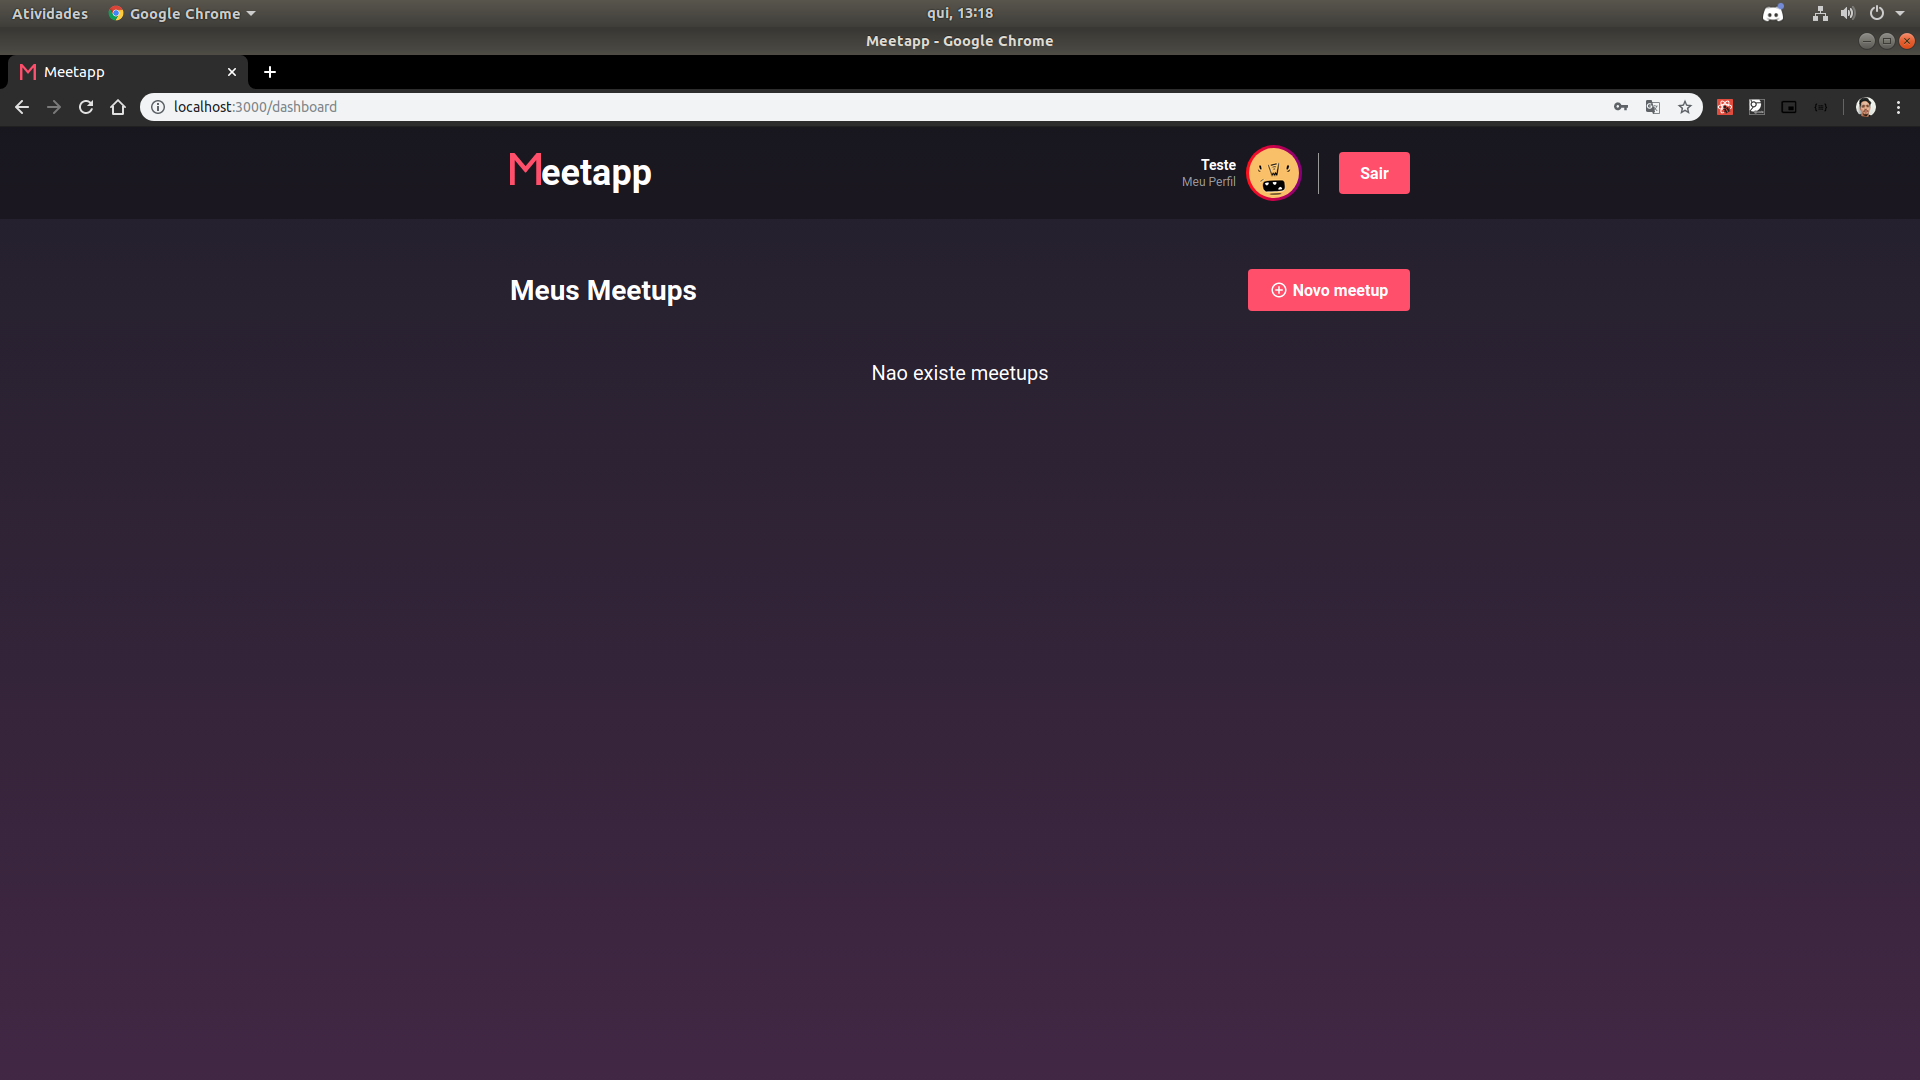 Atividades
Google Chrome
qui, 13:18
Meetapp - Google Chrome
Meetapp
localhost:3000/dashboard
Meetapp
Teste
Meu Perfil
Sair
Meus Meetups
Novo meetup
Nao existe meetups